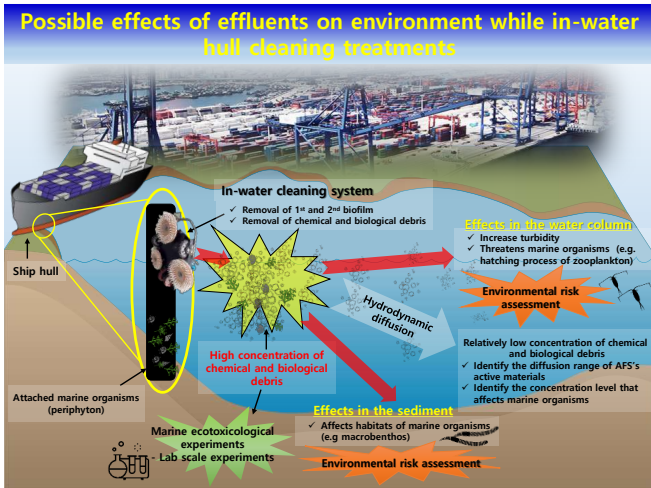 Possible effects of effluents on environment while in-water
hull cleaning treatments
In-water cleaning system
✓ Removal of 1st and 2nd biofilm
✓ Removal of chemical and biological debris
Ship hull
Effects in the water column
✓ Increase turbidity
✓ Threatens marine organisms (e.g.
hatching process of zooplankton)
Environmental risk
assessment
Hydrodynamic
diffusion
Relatively low concentration of chemical
and biological debris
✓ Identify the diffusion range of AFS's
active materials
✓ Identify the concentration level that
affects marine organisms
High concentration of
chemical and biological
debris
Attached marine organisms
(periphyton)
Effects in the sediment
✓ Affects habitats of marine organisms
(e.g macrobenthos)
Environmental risk assessment
Marine ecotoxicological
experiments
- Lab scale experiments